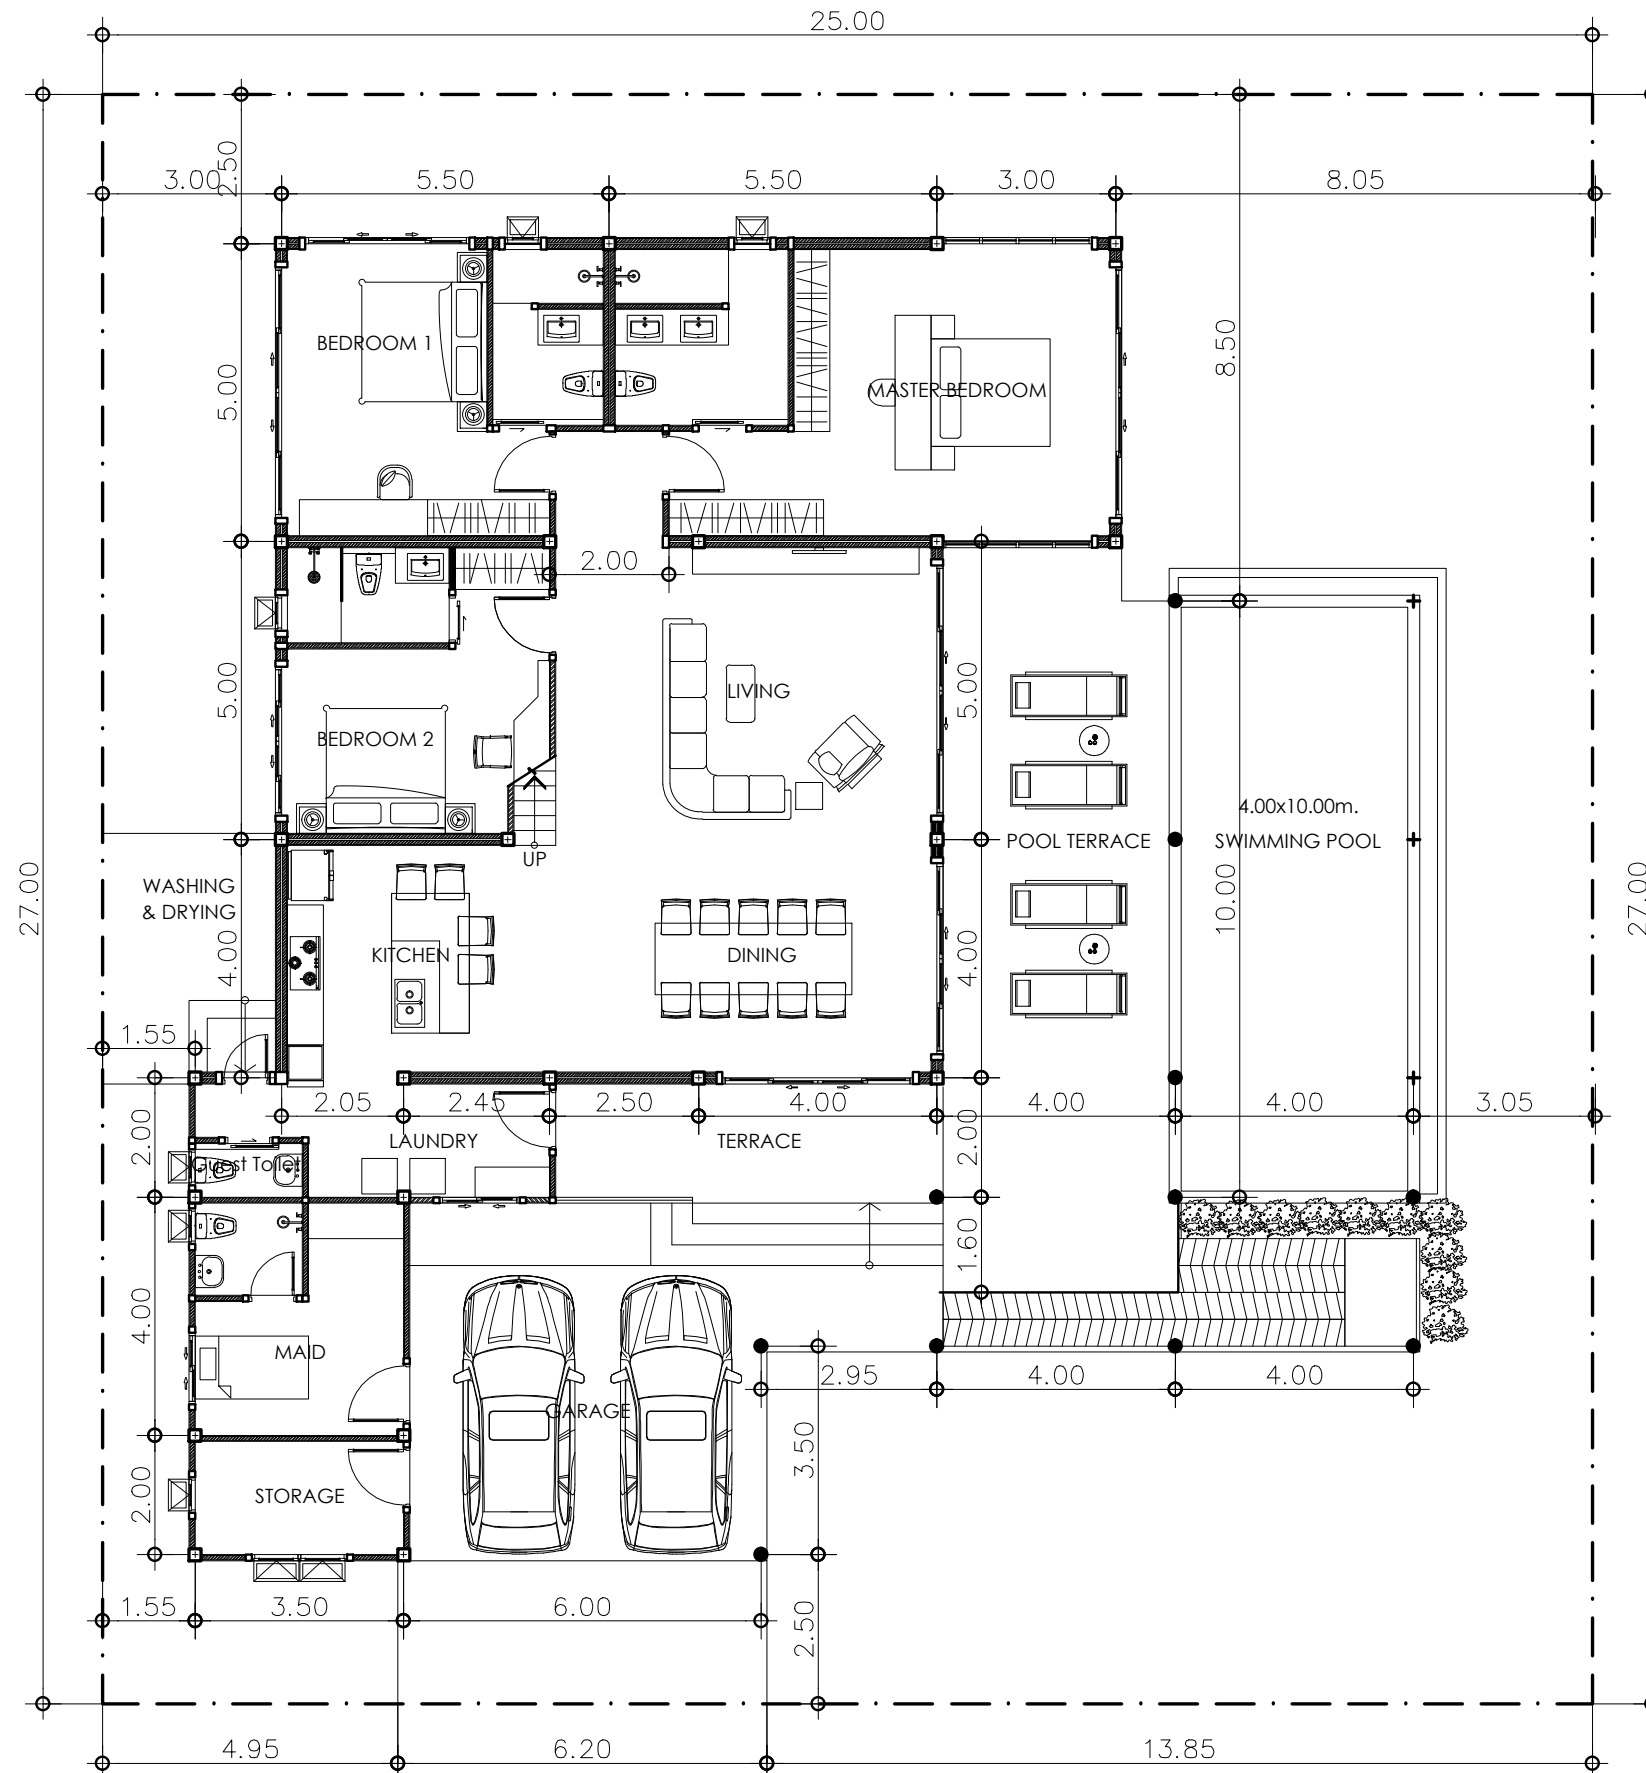 25.00
3.00
2.50
5.50
5.50
3.00
8.05
BEDROOM 1
8.50
5.00
MASTER BEDROOM
2.00
5.00
LIVING
5.00
BEDROOM 2
4.00x10.00m.
UP
POOL TERRACE
SWIMMING POOL
27.00
WASHING
& DRYING
27.00
10.00
4.00
KITCHEN
DINING
4.00
1.55
2.05
2.45
2.50
4.00
4.00
4.00
3.05
2.00
LAUNDRY
TERRACE
2.00
Guest Toilet
1.60
4.00
MAID
2.95
4.00
4.00
GARAGE
3.50
2.00
STORAGE
1.55
3.50
6.00
2.50
4.95
6.20
13.85